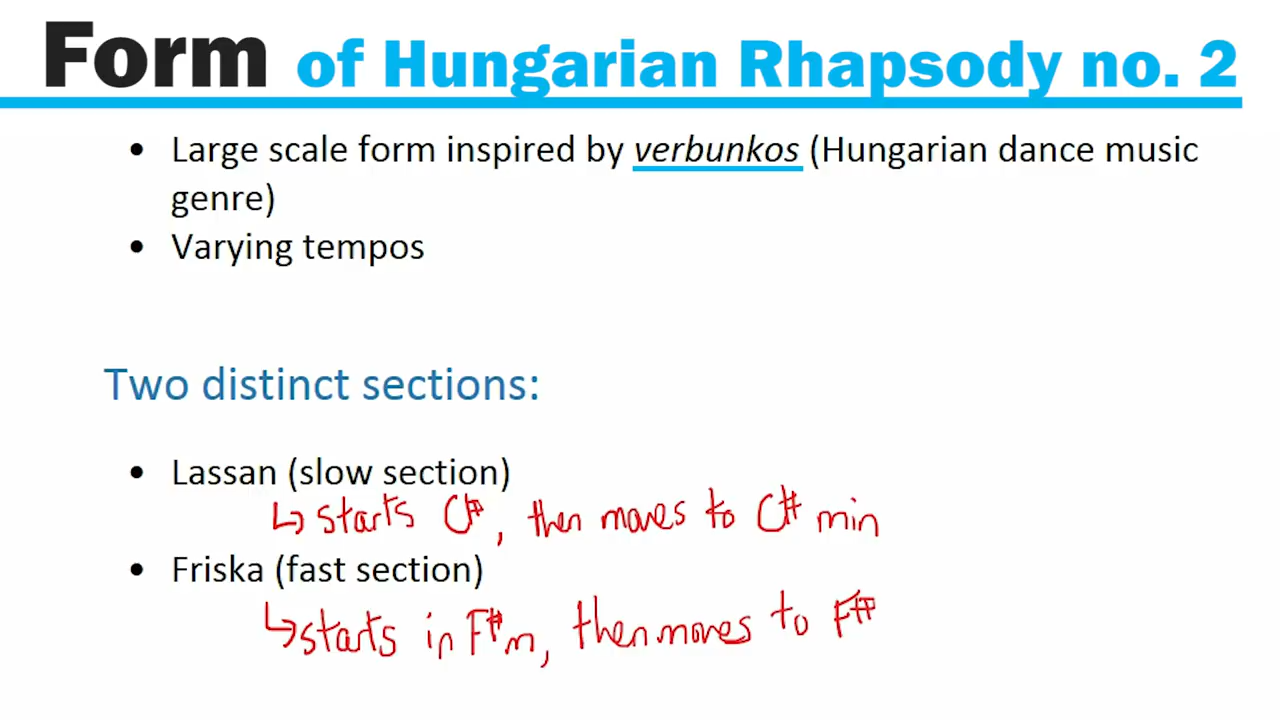 Form of Hungarian Rhapsody no. 2
• Large scale form inspired by verbunkos (Hungarian dance music
genre)
• Varying tempos
Two distinct sections:
• Lassan (slow section)
↳ starts C#, then moves to C# min
• Friska (fast section)
↳ starts in F#m, then moves to F#